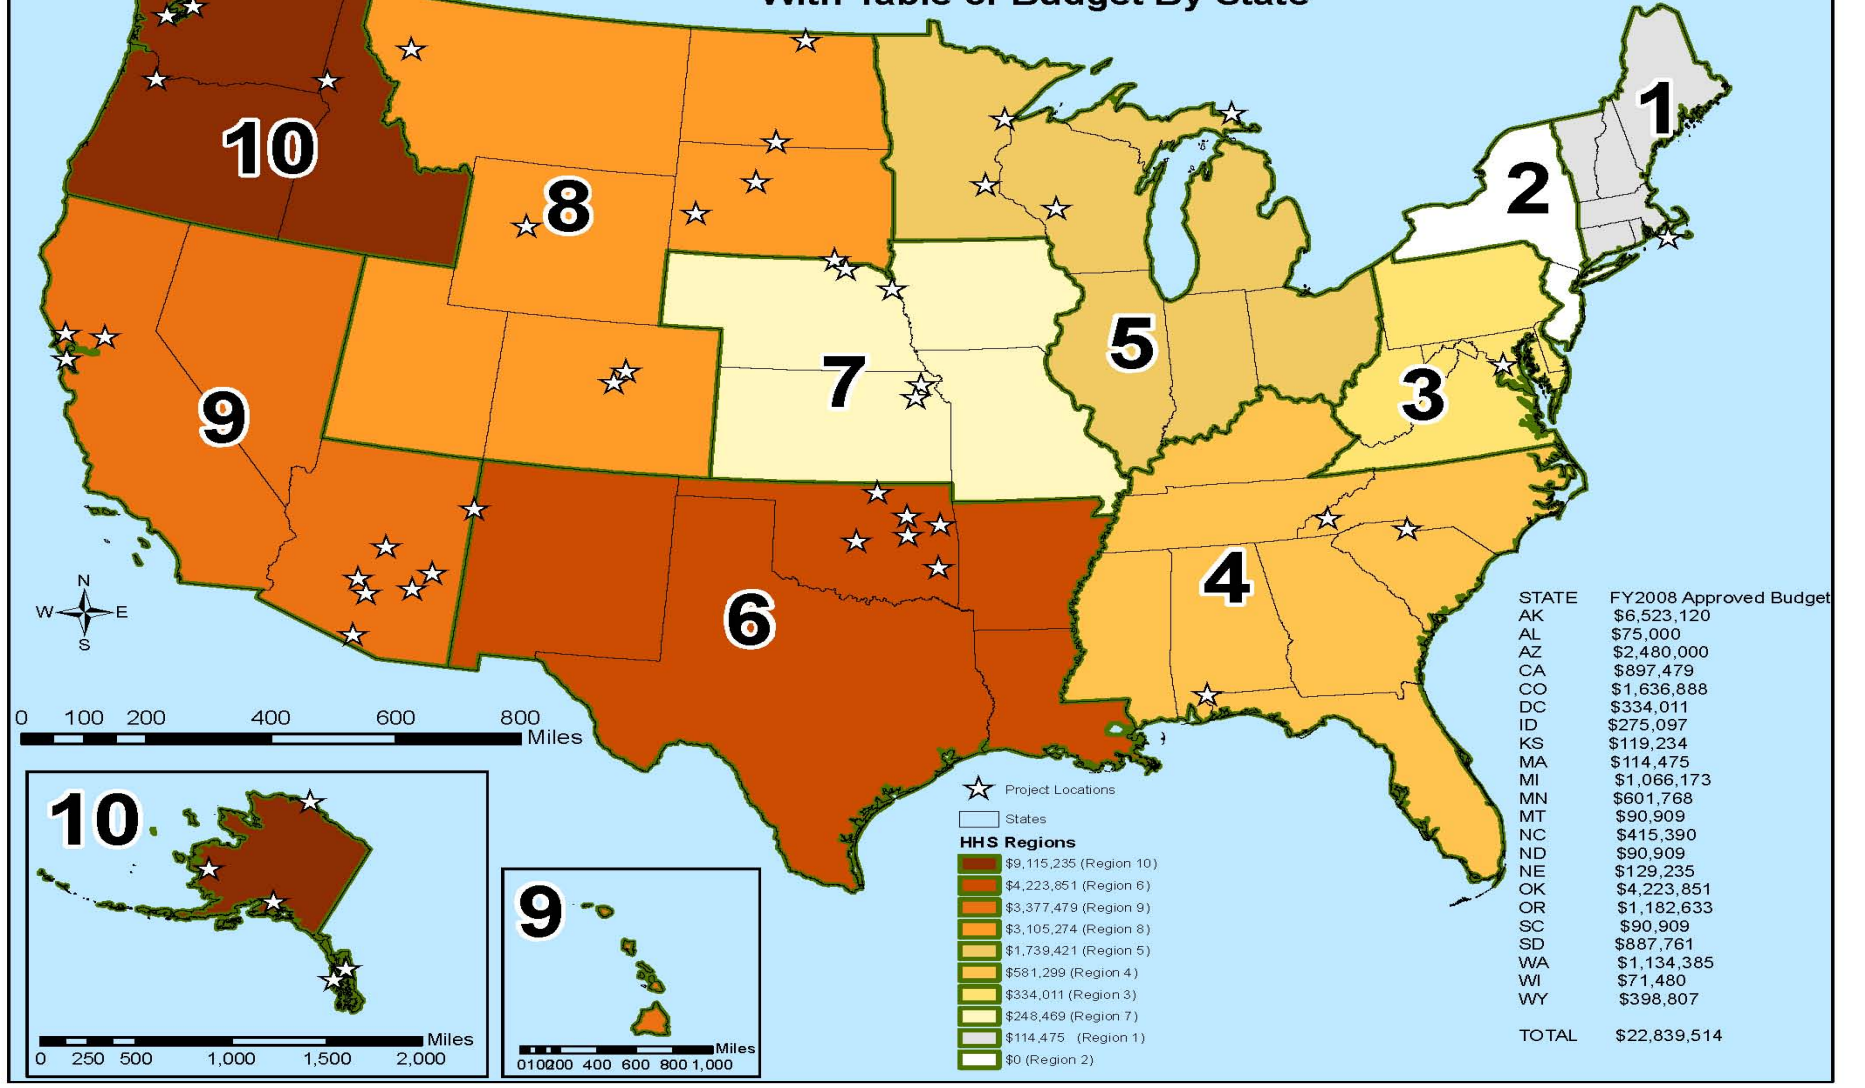 With Table of Budget By State
10
8
9
7
5
6
4
3
2
1
N
W E
S
0 100 200 400 600 800
Miles
STATE FY2008 Approved Budget
AK $6,523,120
AL $75,000
AZ $2,480,000
CA $897,479
CO $1,636,888
DC $334,011
ID $275,097
KS $119,234
MA $114,475
MI $1,066,173
MN $601,768
MT $90,909
NC $415,390
ND $90,909
NE $129,235
OK $4,223,851
OR $1,182,633
SC $90,909
SD $887,761
WA $1,134,385
WI $71,480
WY $398,807
TOTAL $22,839,514
10
Miles
0 250 500 1,000 1,500 2,000
9
Miles
0 100 200 400 600 800 1,000
Project Locations
States
HHS Regions
$9,115,235 (Region 10)
$4,223,851 (Region 6)
$3,377,479 (Region 9)
$3,105,274 (Region 8)
$1,739,421 (Region 5)
$581,299 (Region 4)
$334,011 (Region 3)
$248,469 (Region 7)
$114,475 (Region 1)
$0 (Region 2)